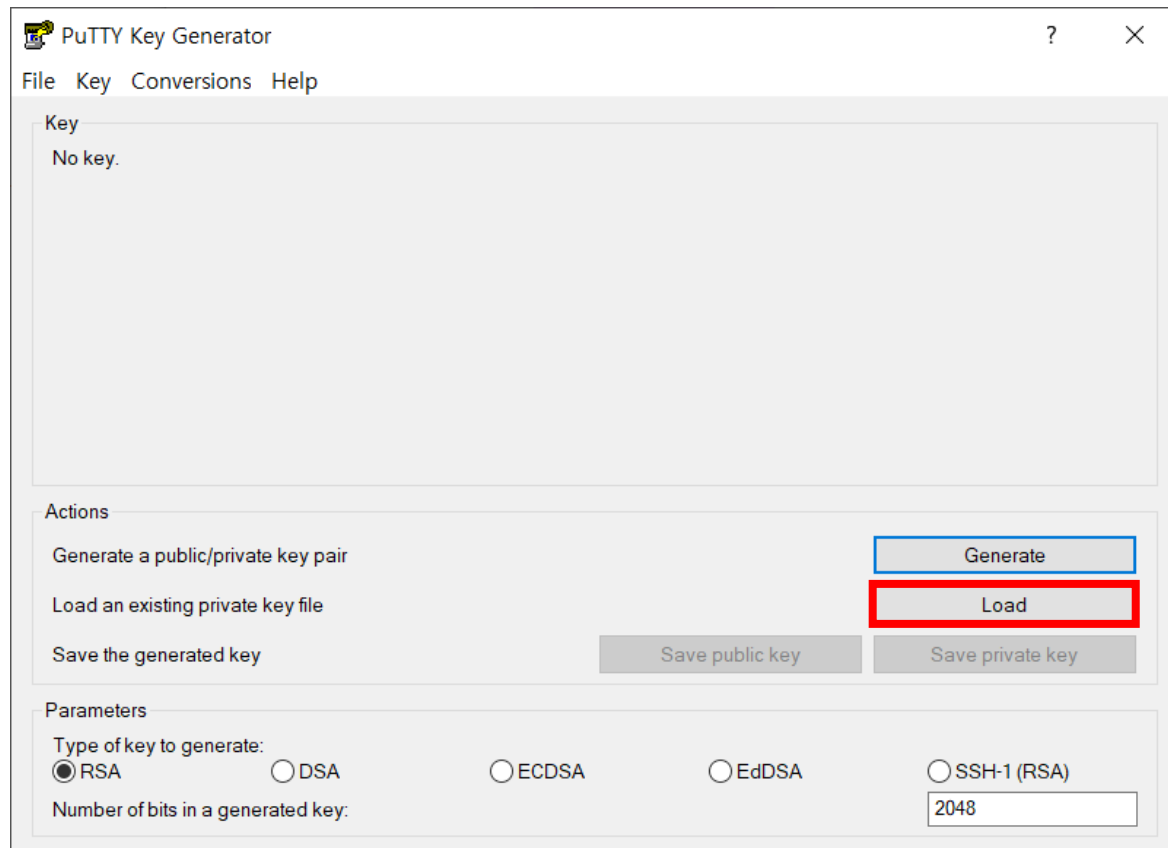 PuTTY Key Generator
?
File Key Conversions Help
Key
No key.
Actions
Generate a public/private key pair Generate
Load an existing private key file Load
Save the generated key Save public key Save private key
Parameters
Type of key to generate:
RSA DSA ECDSA EdDSA SSH-1 (RSA)
Number of bits in a generated key: 2048